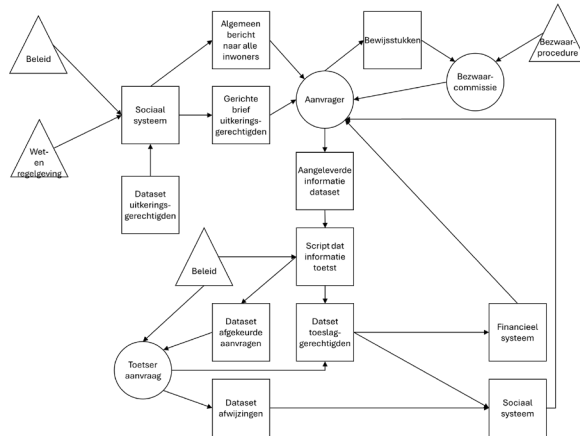 Beleid
Wet-
en
regelgeving
Sociaal
systeem
Dataset
uitkerings-
gerechtigden
Algemeen
bericht
naar alle
inwoners
Gerichte
brief
uitkerings-
gerechtigden
Aanvrager
Bewijsstukken
Bezwaar-
commissie
Bezwaar-
procedure
Aangeleverde
informatie
dataset
Script dat
informatie
toetst
Beleid
Dataset
afgekeurde
aanvragen
Datset
toeslag-
gerechtigden
Financieel
systeem
Toetser
aanvraag
Dataset
afwijzingen
Sociaal
systeem